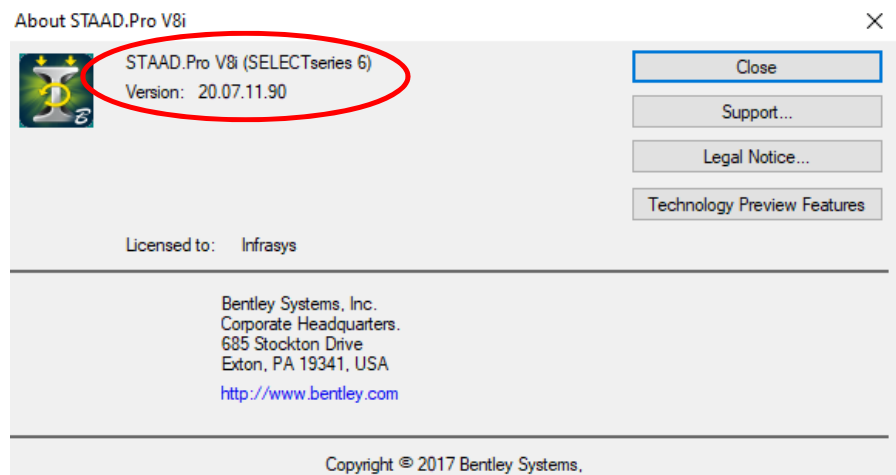 About STAAD.Pro V8i
STAAD.Pro V8i (SELECTseries 6)
Version: 20.07.11.90
Close
Support...
Legal Notice...
Technology Preview Features
Licensed to: Infrasys
Bentley Systems, Inc.
Corporate Headquarters.
685 Stockton Drive
Exton, PA 19341, USA
http://www.bentley.com
Copyright © 2017 Bentley Systems,
B